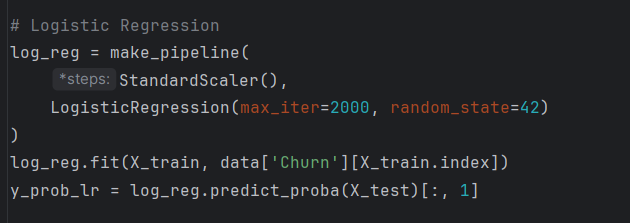 # Logistic Regression
log_reg = make_pipeline(
*steps: StandardScaler(),
LogisticRegression(max_iter=2000, random_state=42)
)
log_reg.fit(X_train, data['Churn'][X_train.index])
y_prob_lr = log_reg.predict_proba(X_test)[:, 1]